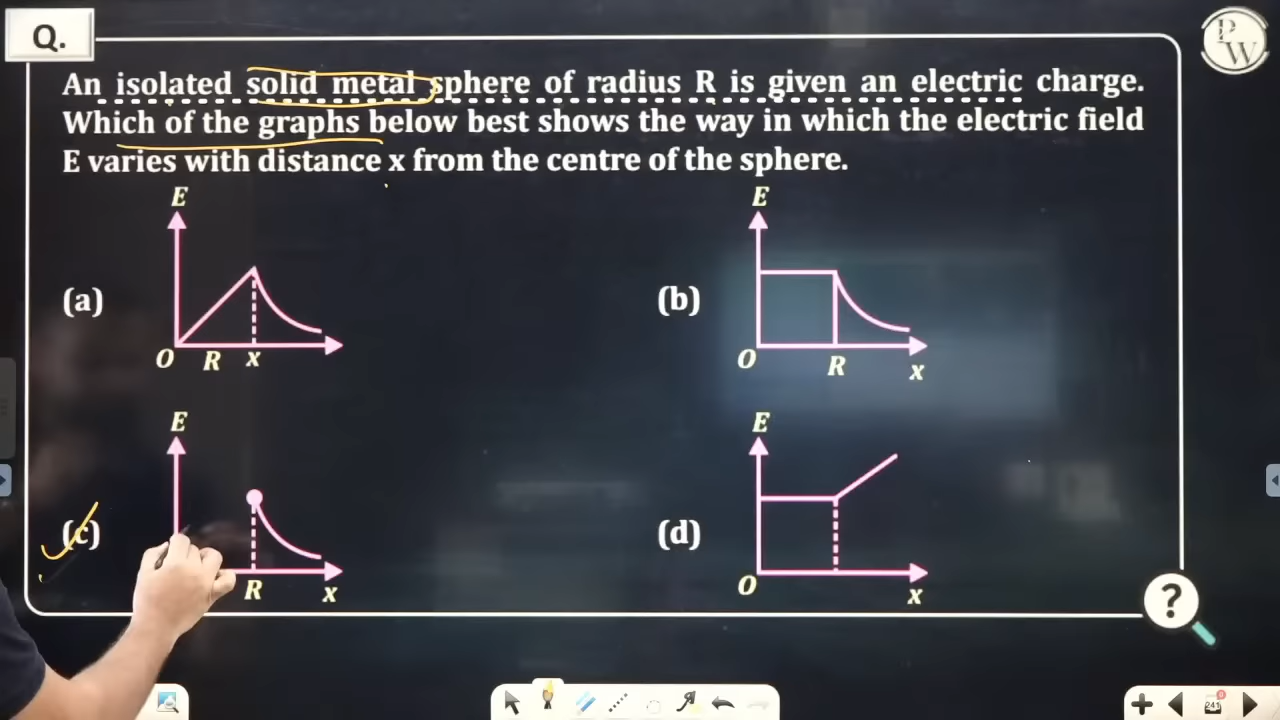 Q.
P
W
An isolated solid metal sphere of radius R is given an electric charge.
Which of the graphs below best shows the way in which the electric field
E varies with distance x from the centre of the sphere.
E
E
(a)
(b)
O R x
O R x
E
E
(c)
(d)
R x
O x
?
241